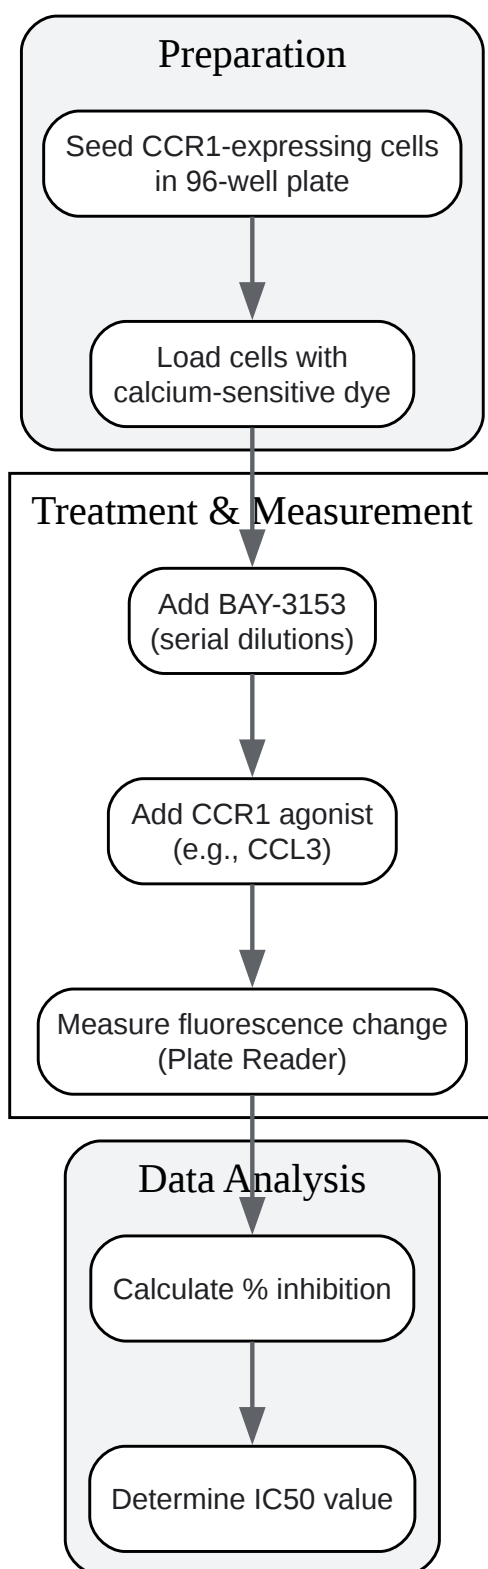 Preparation
Seed CCR1-expressing cells
in 96-well plate
Load cells with
calcium-sensitive dye
Treatment & Measurement
Add BAY-3153
(serial dilutions)
Add CCR1 agonist
(e.g., CCL3)
Measure fluorescence change
(Plate Reader)
Data Analysis
Calculate % inhibition
Determine IC50 value